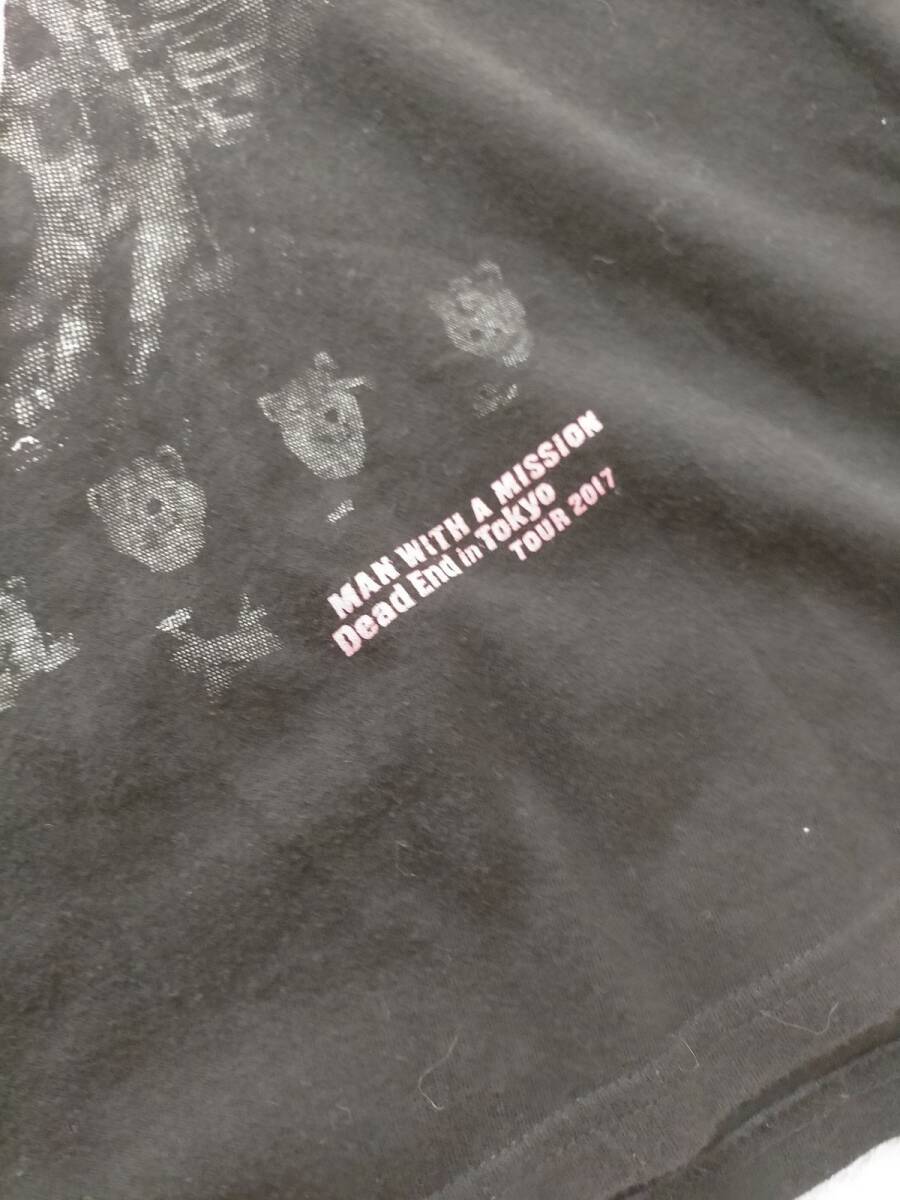 MAN WITH A MISSION
Dead End in Tokyo
TOUR 2017